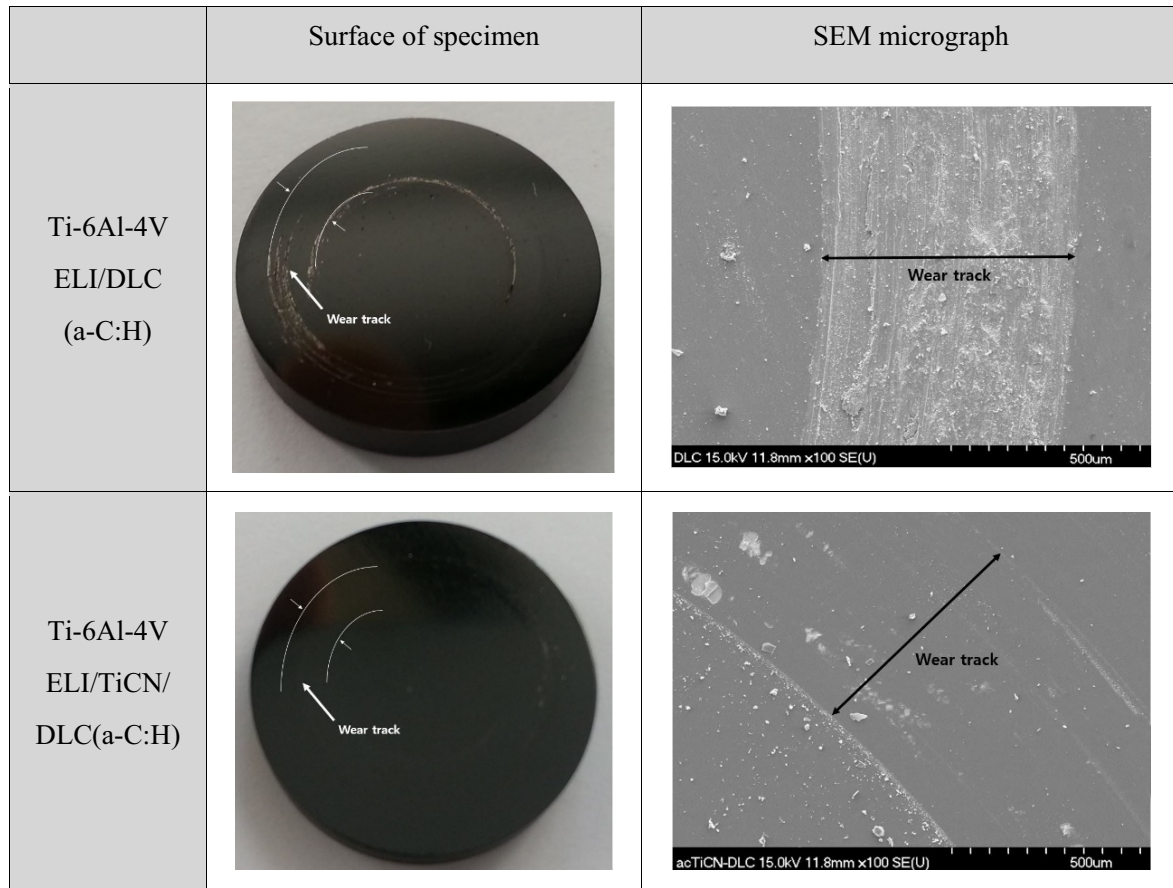 Surface of specimen
SEM micrograph
Ti-6Al-4V
ELI/DLC
(a-C:H)
Wear track
Wear track
DLC 15.0kV 11.8mm x100 SE(U)
500um
Ti-6Al-4V
ELI/TiCN/
DLC(a-C:H)
Wear track
Wear track
acTiCN-DLC 15.0kV 11.8mm x100 SE(U)
500um